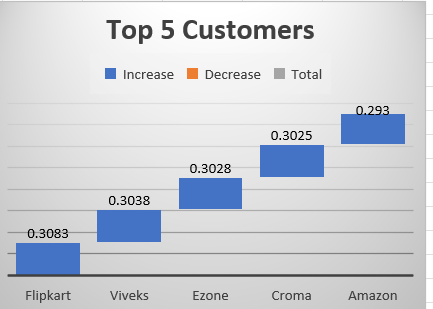 Top 5 Customers
Increase Decrease Total
0.293
0.3025
0.3028
0.3038
0.3083
Flipkart Viveks Ezone Croma Amazon